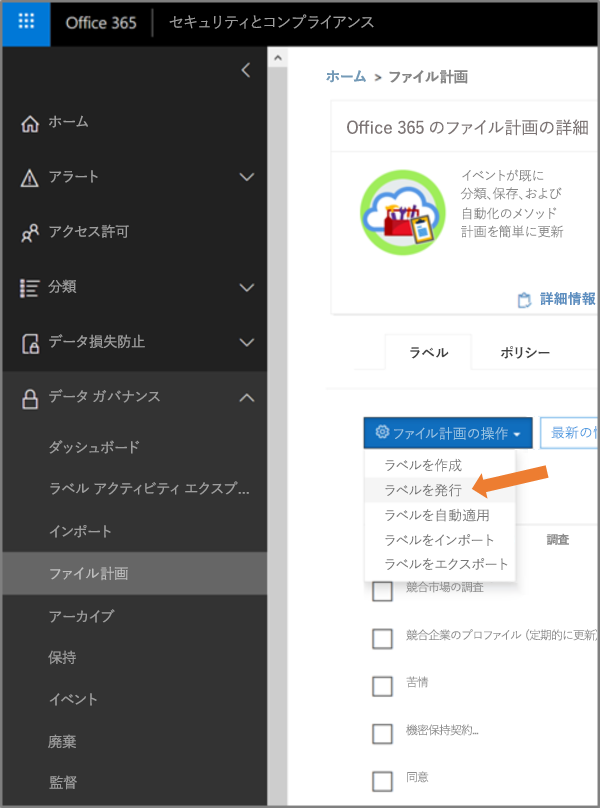 Office 365 セキュリティとコンプライアンス
ホーム
アラート
アクセス許可
分類
データ損失防止
データ ガバナンス
ダッシュボード
ラベル アクティビティ エクスプ...
インポート
ファイル計画
アーカイブ
保持
イベント
廃棄
監督
ホーム > ファイル計画
Office 365 のファイル計画の詳細
イベントが既に
分類、保存、および
自動化のメソッド
計画を簡単に更新
詳細情報
ラベル ポリシー
ファイル計画の操作
最新の
ラベルを作成
ラベルを発行
ラベルを自動適用
ラベルをインポート
ラベルをエクスポート
調査
競合市場の調査
競合企業のプロファイル (定期的に更新)
苦情
機密保持契約...
同意